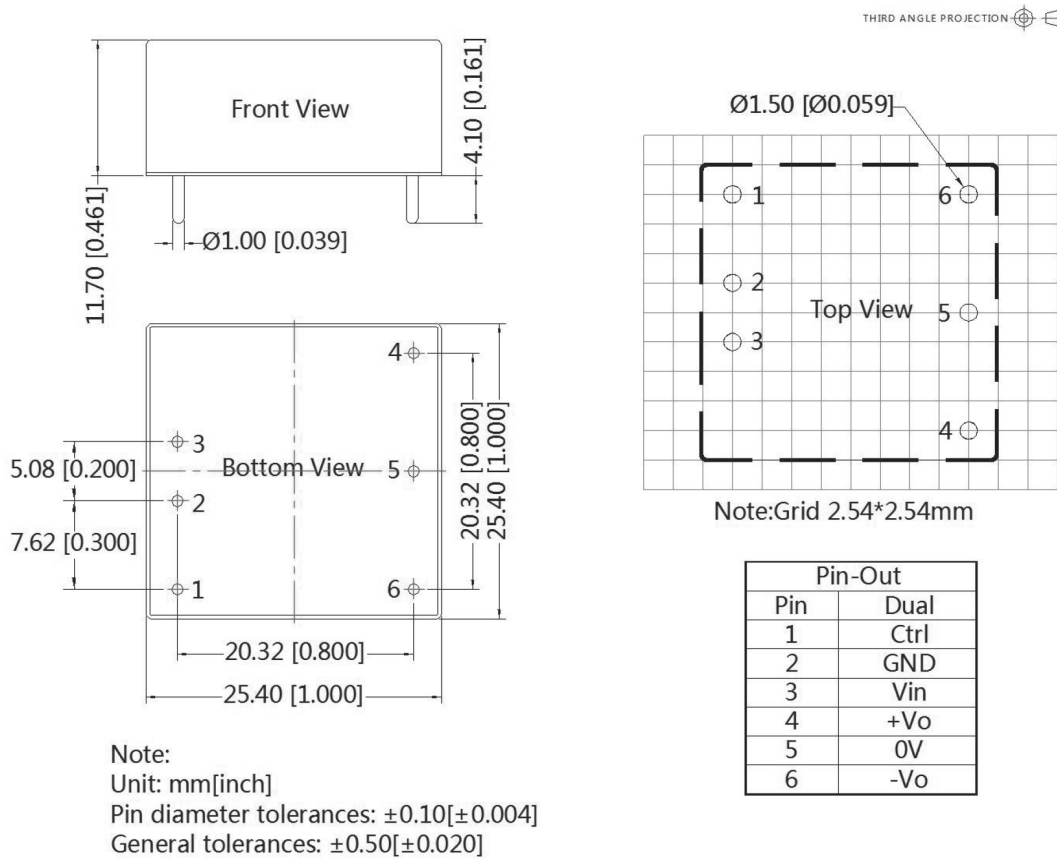 THIRD ANGLE PROJECTION
Front View
11.70 [0.461]
4.10 [0.161]
Ø1.00 [0.039]
Ø1.50 [Ø0.059]
1
6
2
Top View
5
3
4
Note:Grid 2.54*2.54mm
4
3
5.08 [0.200]
Bottom View
5
2
7.62 [0.300]
1
6
20.32 [0.800]
25.40 [1.000]
20.32 [0.800]
25.40 [1.000]
Pin-Out
Pin Dual
1 Ctrl
2 GND
3 Vin
4 +Vo
5 0V
6 -Vo
Note:
Unit: mm[inch]
Pin diameter tolerances: ±0.10[±0.004]
General tolerances: ±0.50[±0.020]